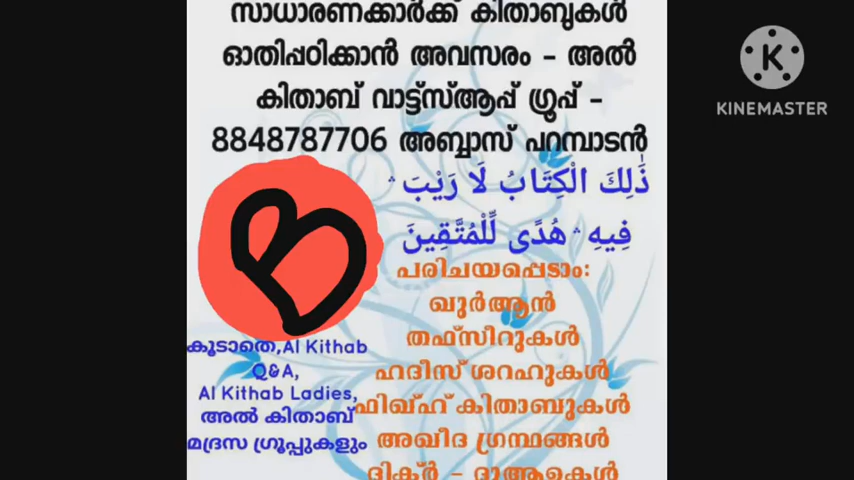 സാധാരണക്കാർക്ക് കിതാബുകൾ
ഓതിപ്പഠിക്കാൻ അവസരം - അൽ
കിതാബ് വാട്ട്സ്ആപ്പ് ഗ്രൂപ്പ് -
8848787706 അബ്ബാസ് പറമ്പാടൻ
ذَٰلِكَ الْكِتَابُ لَا رَيْبَ ۛ
فِيهِ ۛ هُدًى لِّلْمُتَّقِينَ
B
പരിചയപ്പെടാം:
ഖുർആൻ
തഫ്സീറുകൾ
ഹദീസ് ശറഹുകൾ
ഫിഖ്ഹ് കിതാബുകൾ
അഖീദ ഗ്രന്ഥങ്ങൾ
ദിക്ർ - ദുആളകൾ
കൂടാതെ,Al Kithab
Q&A,
Al Kithab Ladies,
അൽ കിതാബ്
മദ്രസ ഗ്രൂപ്പുകളും
K
KINEMASTER